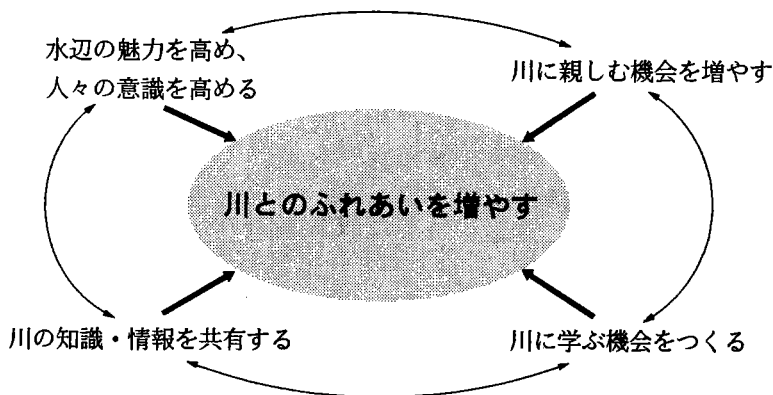 水辺の魅力を高め、
人々の意識を高める
川に親しむ機会を増やす
川とのふれあいを増やす
川の知識・情報を共有する
川に学ぶ機会をつくる